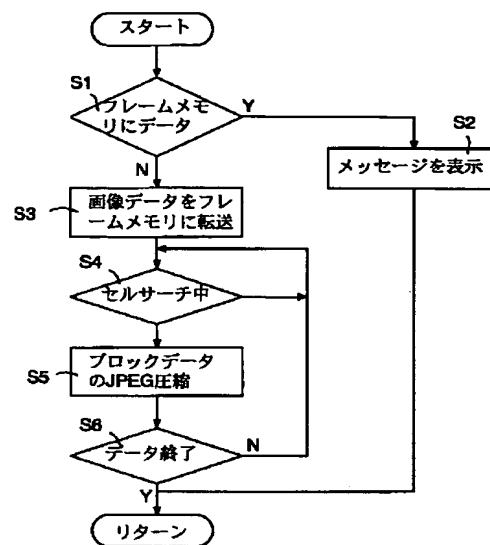 スタート
S1
フレームメモ
リにデータ
Y
S2
メッセージを表示
N
S3
画像データをフレ
ームメモリに転送
S4
セルサーチ中
S5
ブロックデータ
のJPEG圧縮
S6
データ終了
N
Y
リターン